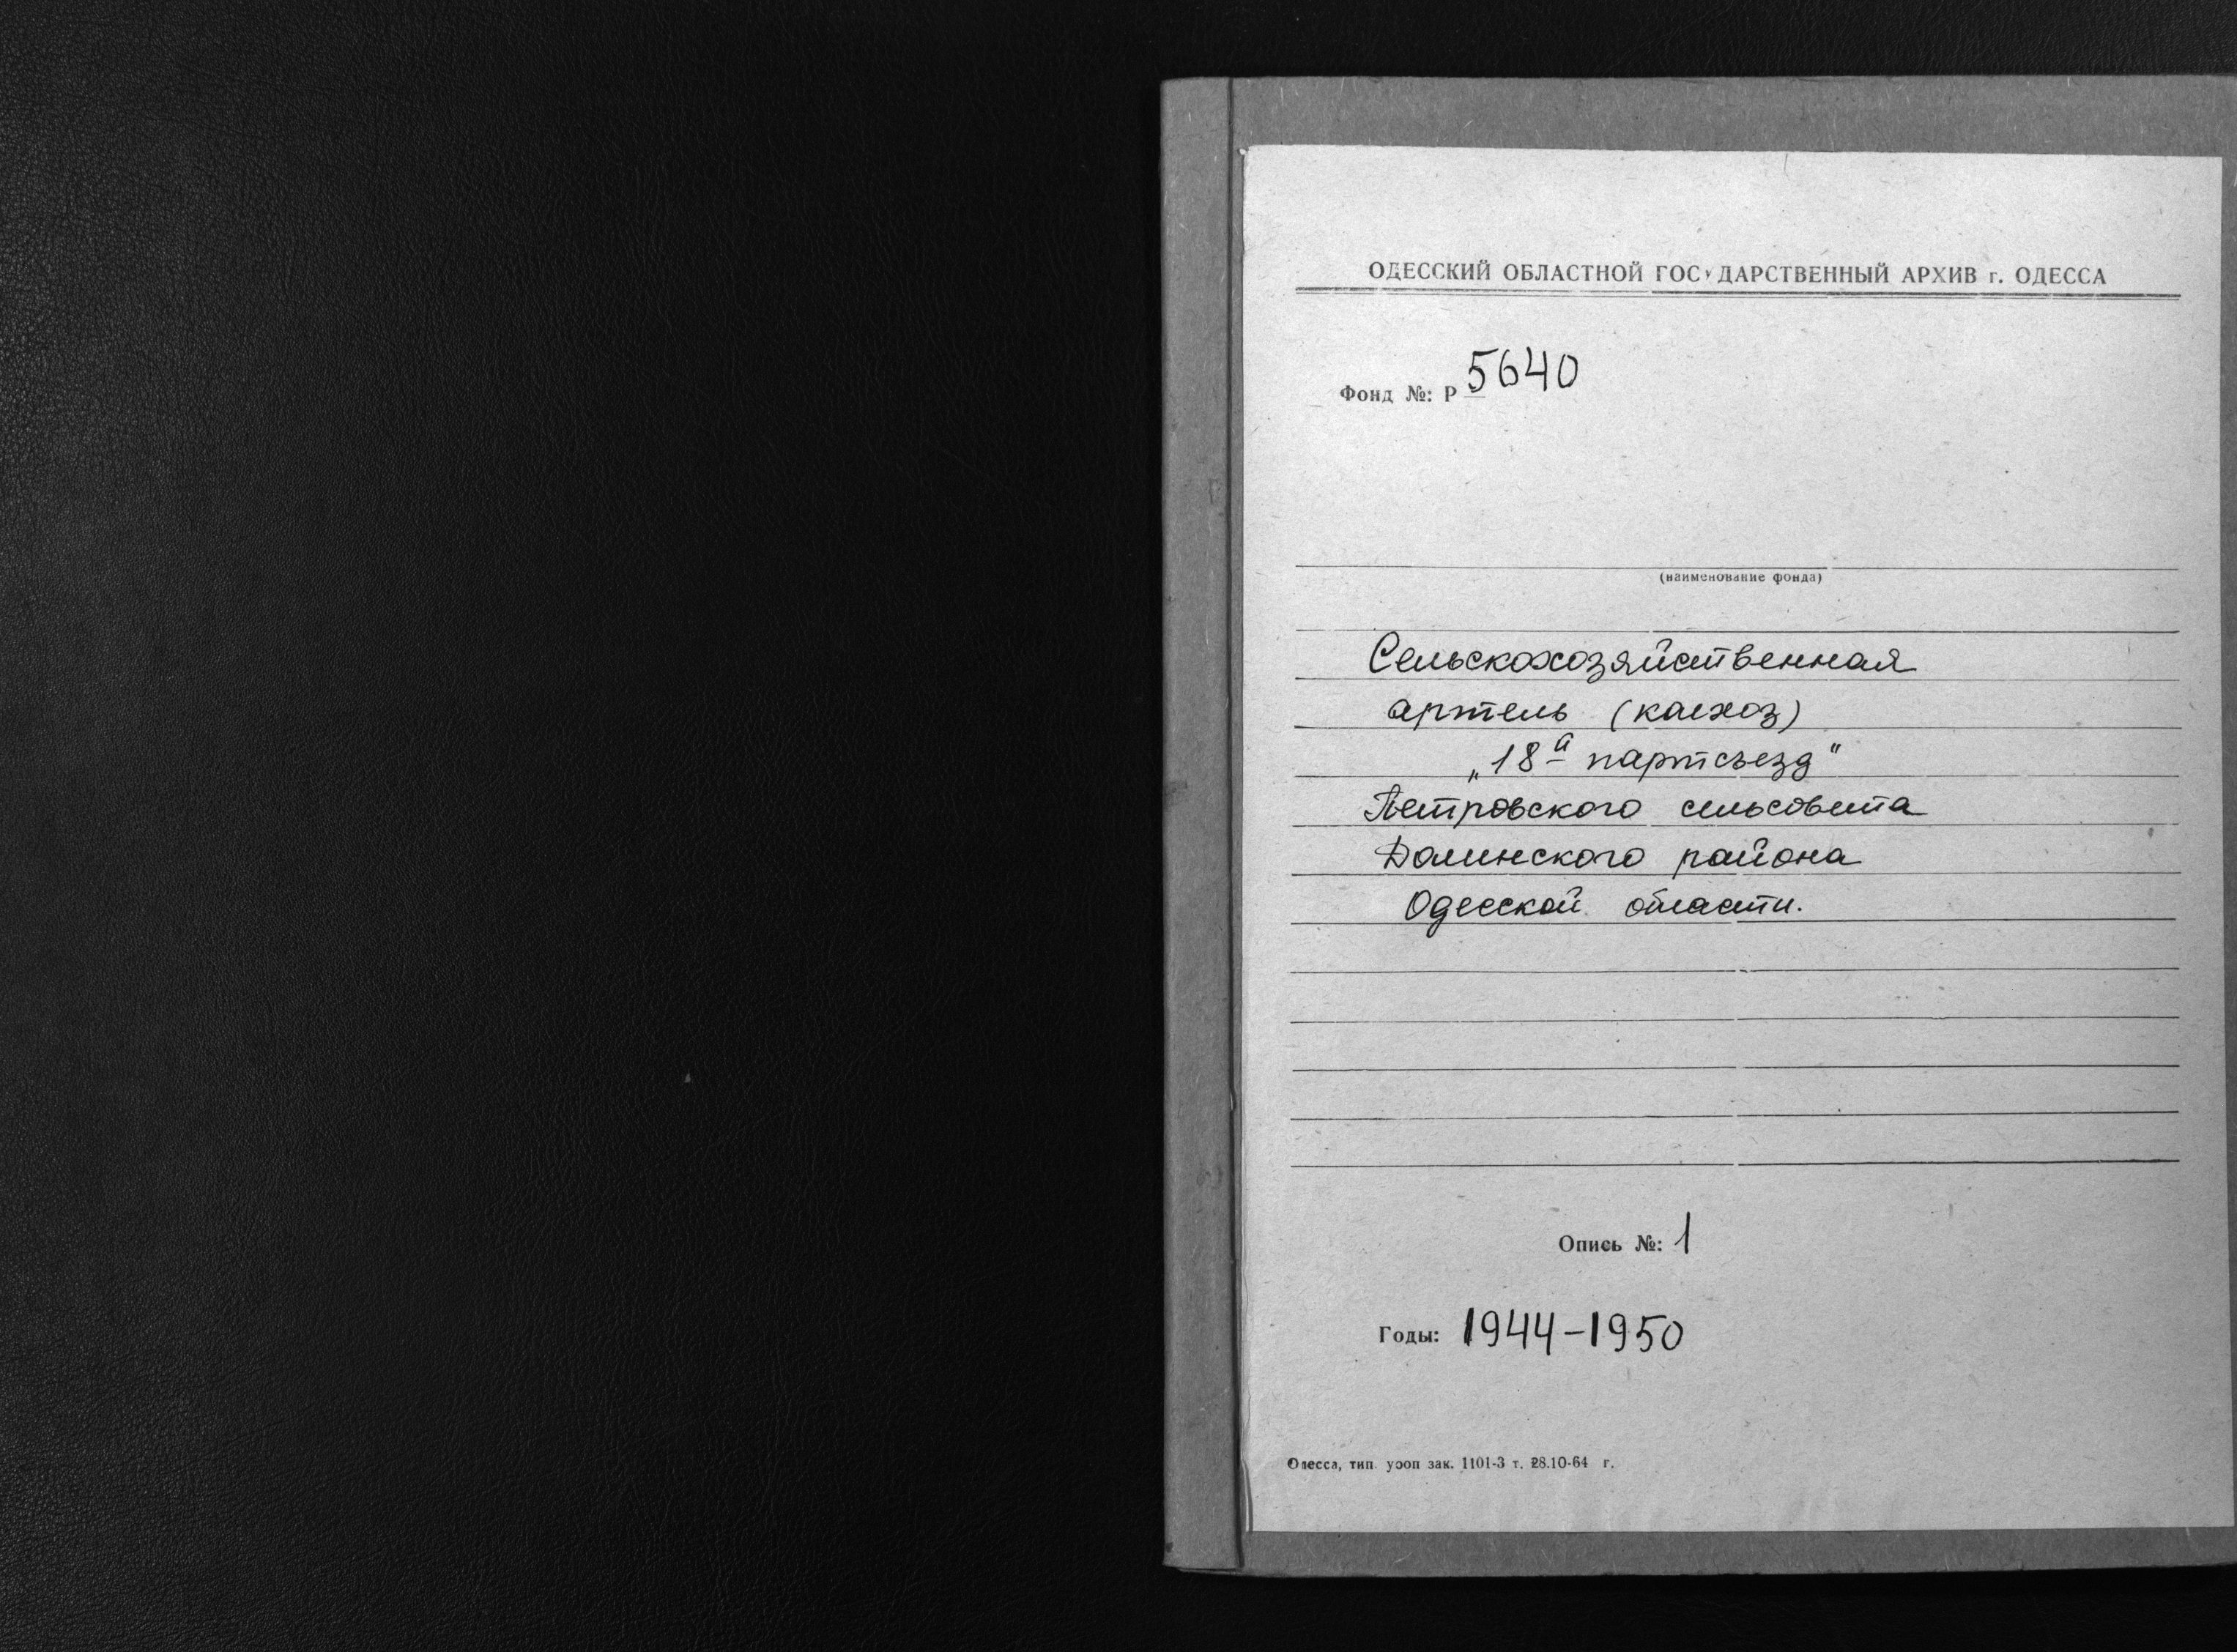 ОДЕССКИЙ ОБЛАСТНОЙ ГОСУДАРСТВЕННЫЙ АРХИВ г. ОДЕССА
Фонд №: Р 5640
(наименование фонда)
Сельскохозяйственная
артель (колхоз)
„18й партсъезд"
Петровского сельсовета
Долинского района
Одесской области.
Опись №: 1
Годы: 1944-1950
Одесса, тип. уооп зак. 1101-3 т. 28.10-64 г.